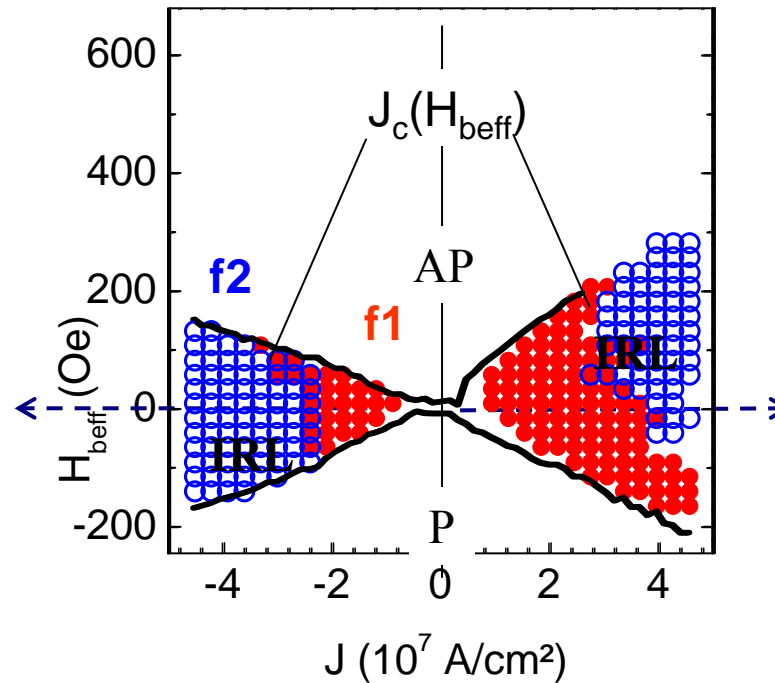 600
400
200
0
-200
H_beff (Oe)
J_c(H_beff)
f2
AP
f1
IRL
IRL
P
-4 -2 0 2 4
J (10^7 A/cm²)